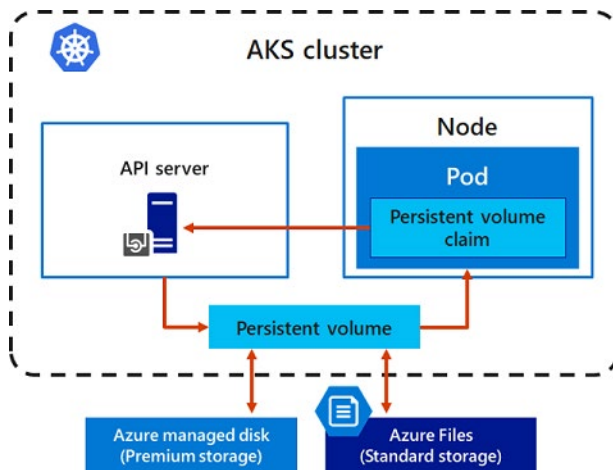 AKS cluster
API server
Node
Pod
Persistent volume
claim
Persistent volume
Azure managed disk
(Premium storage)
Azure Files
(Standard storage)